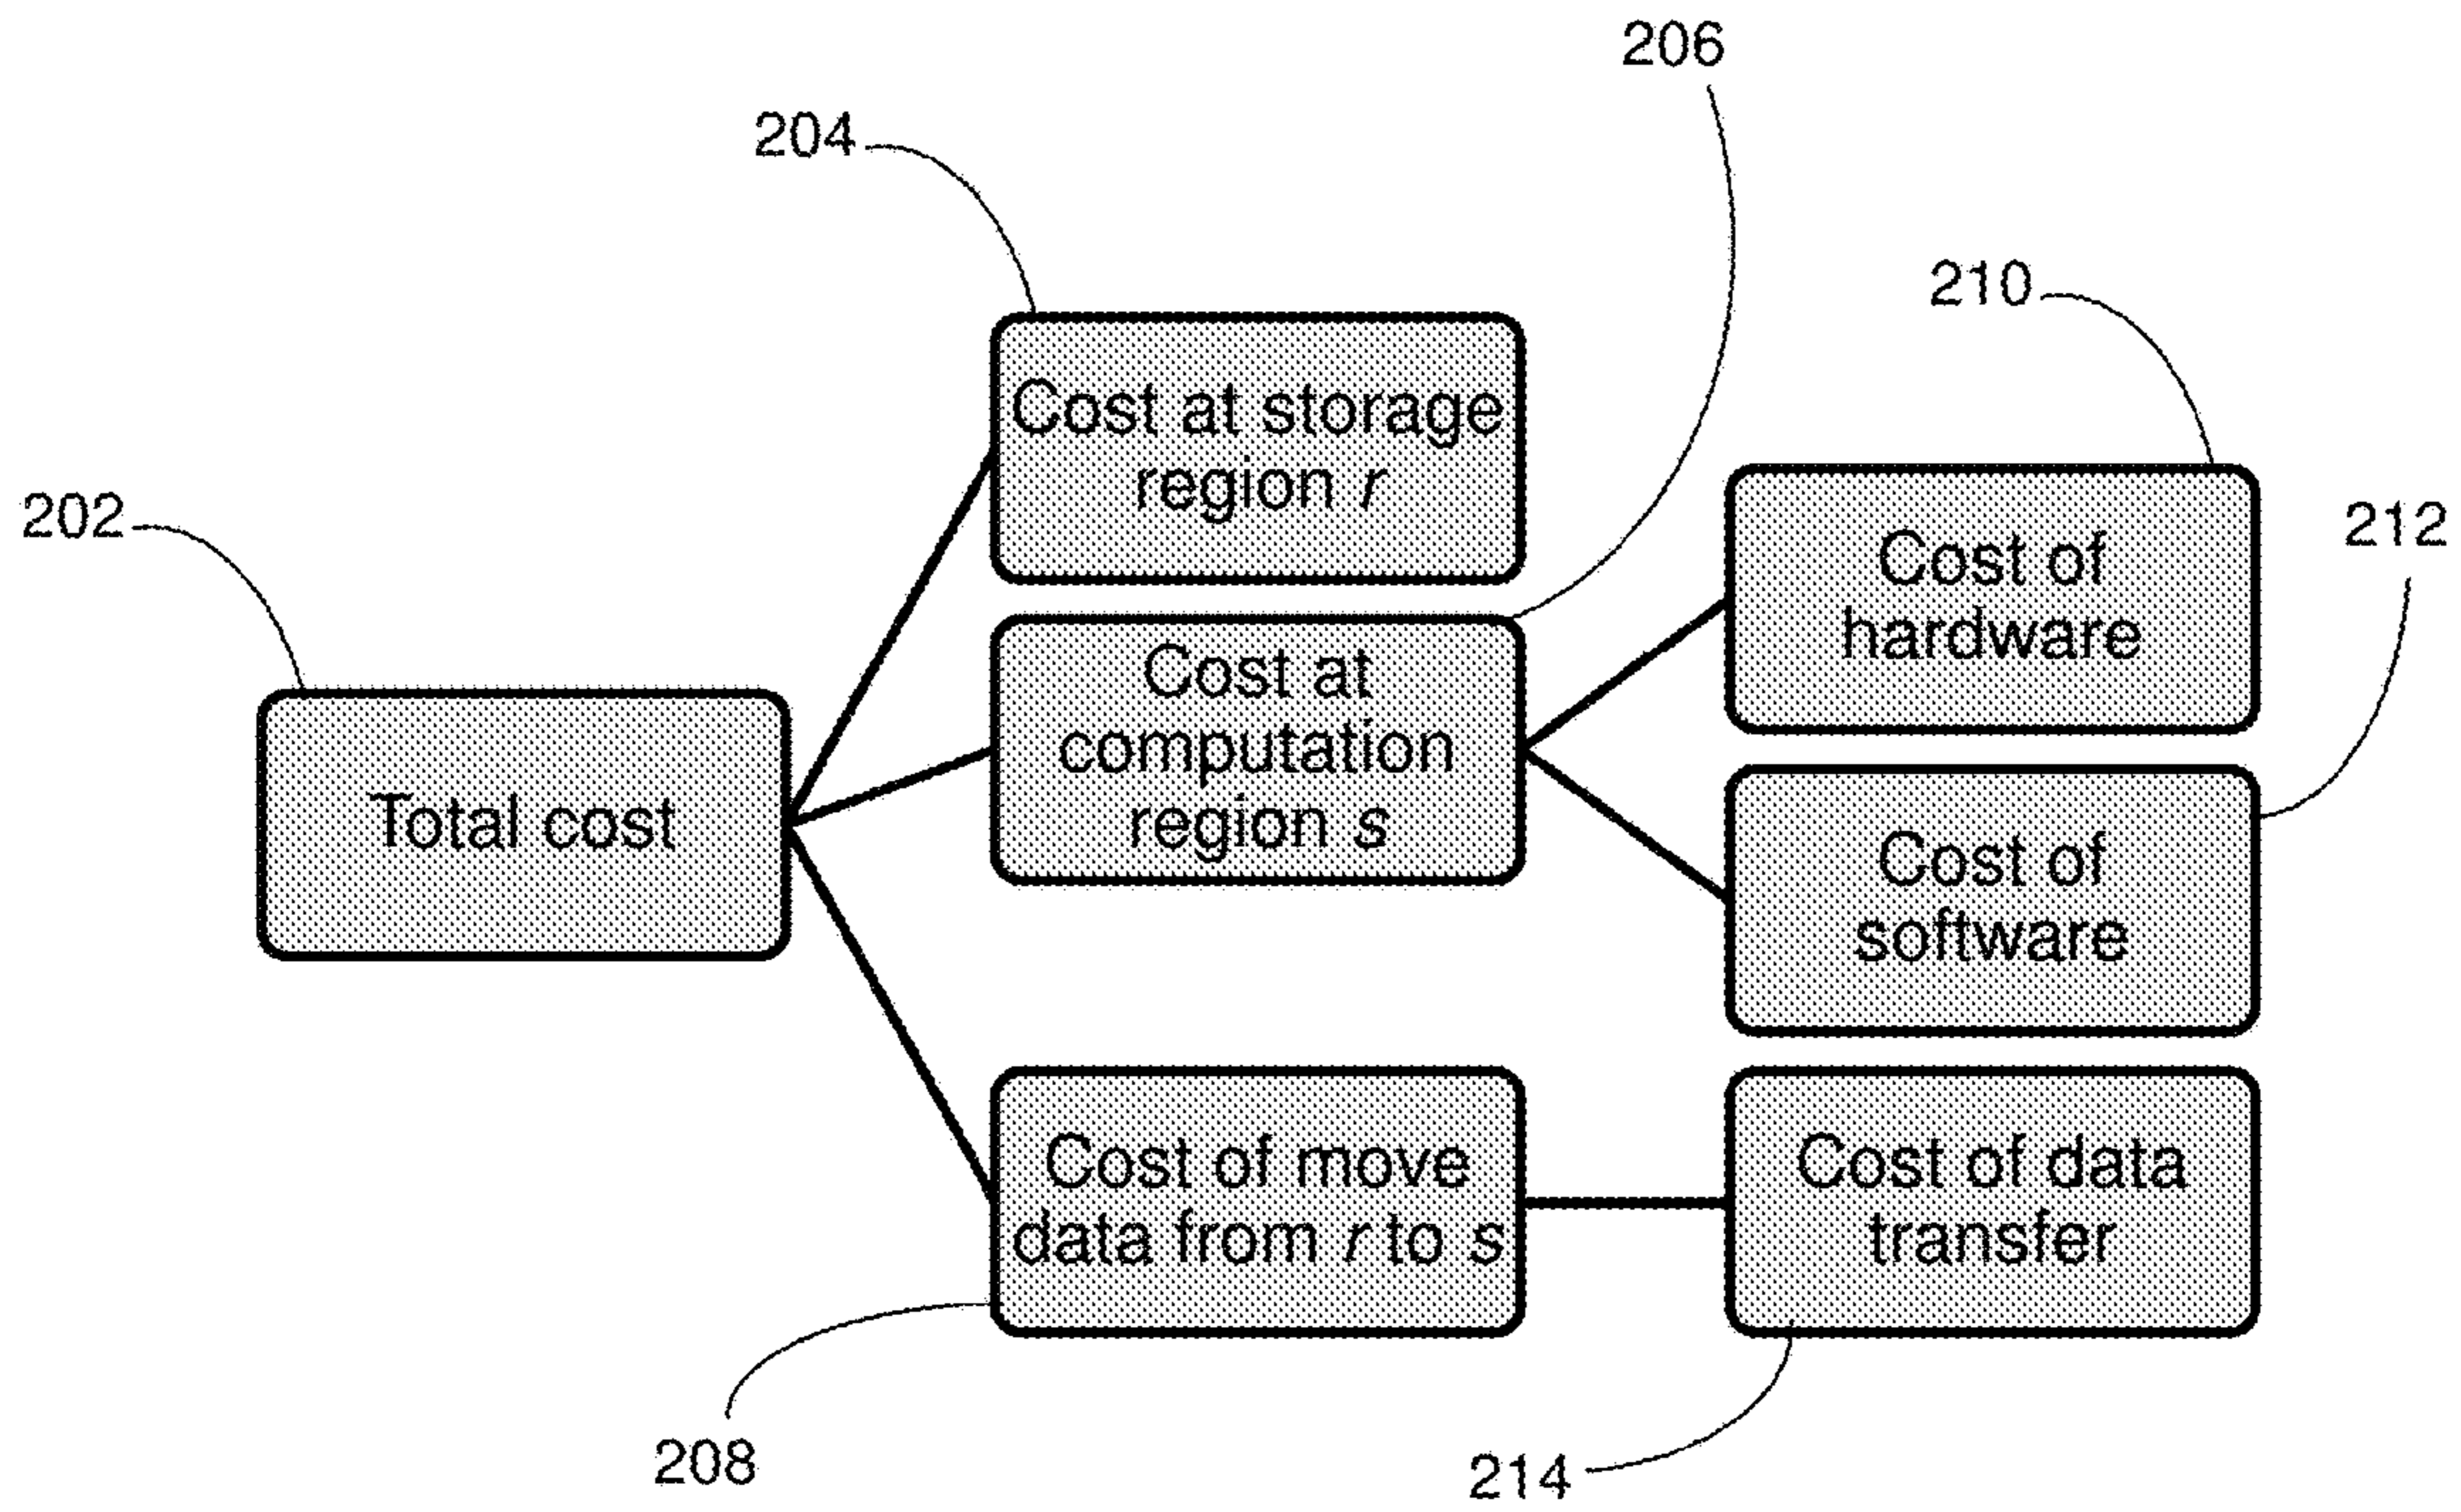 206
204
210
Cost at storage
region r
202
212
Cost of
hardware
Cost at
computation
region s
Total cost
Cost of
software
Cost of move
data from r to s
Cost of data
transfer
208
214